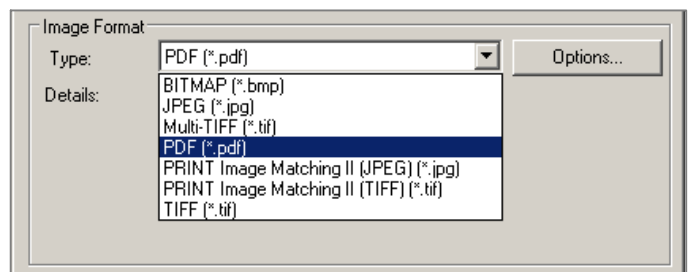 Image Format
Type: PDF (*.pdf) Options...
Details:
BITMAP (*.bmp)
JPEG (*.jpg)
Multi-TIFF (*.tif)
PDF (*.pdf)
PRINT Image Matching II (JPEG) (*.jpg)
PRINT Image Matching II (TIFF) (*.tif)
TIFF (*.tif)